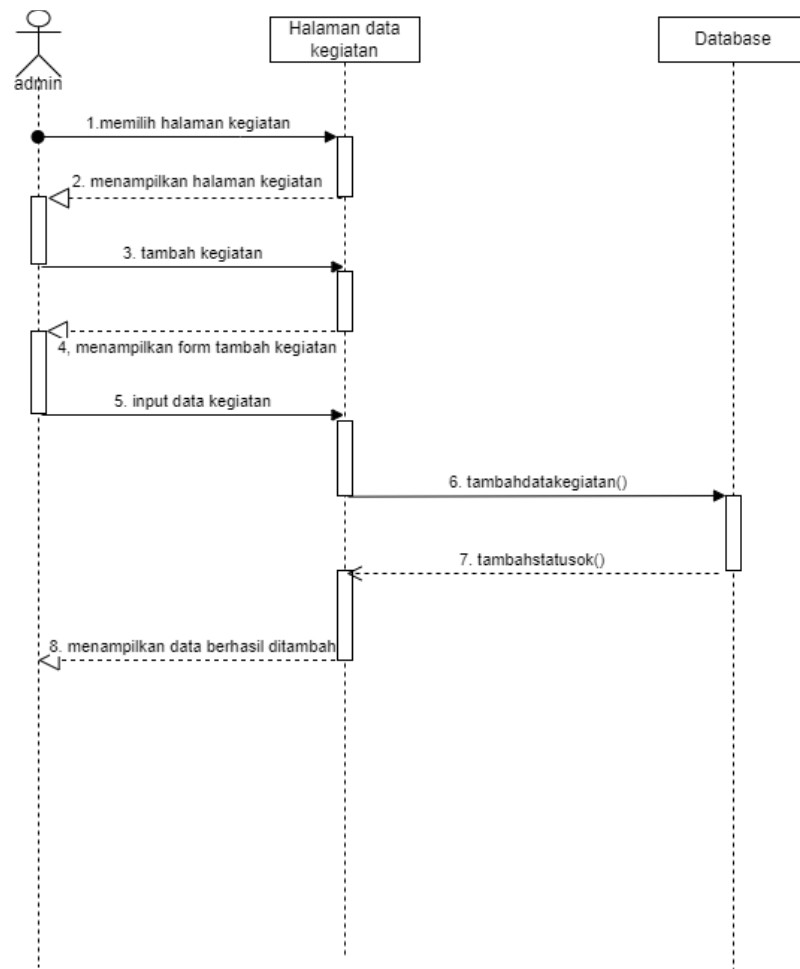 Halaman data
kegiatan
Database
admin
1.memilih halaman kegiatan
2. menampilkan halaman kegiatan
3. tambah kegiatan
4, menampilkan form tambah kegiatan
5. input data kegiatan
6. tambahdatakegiatan()
7. tambahstatusok()
8. menampilkan data berhasil ditambah